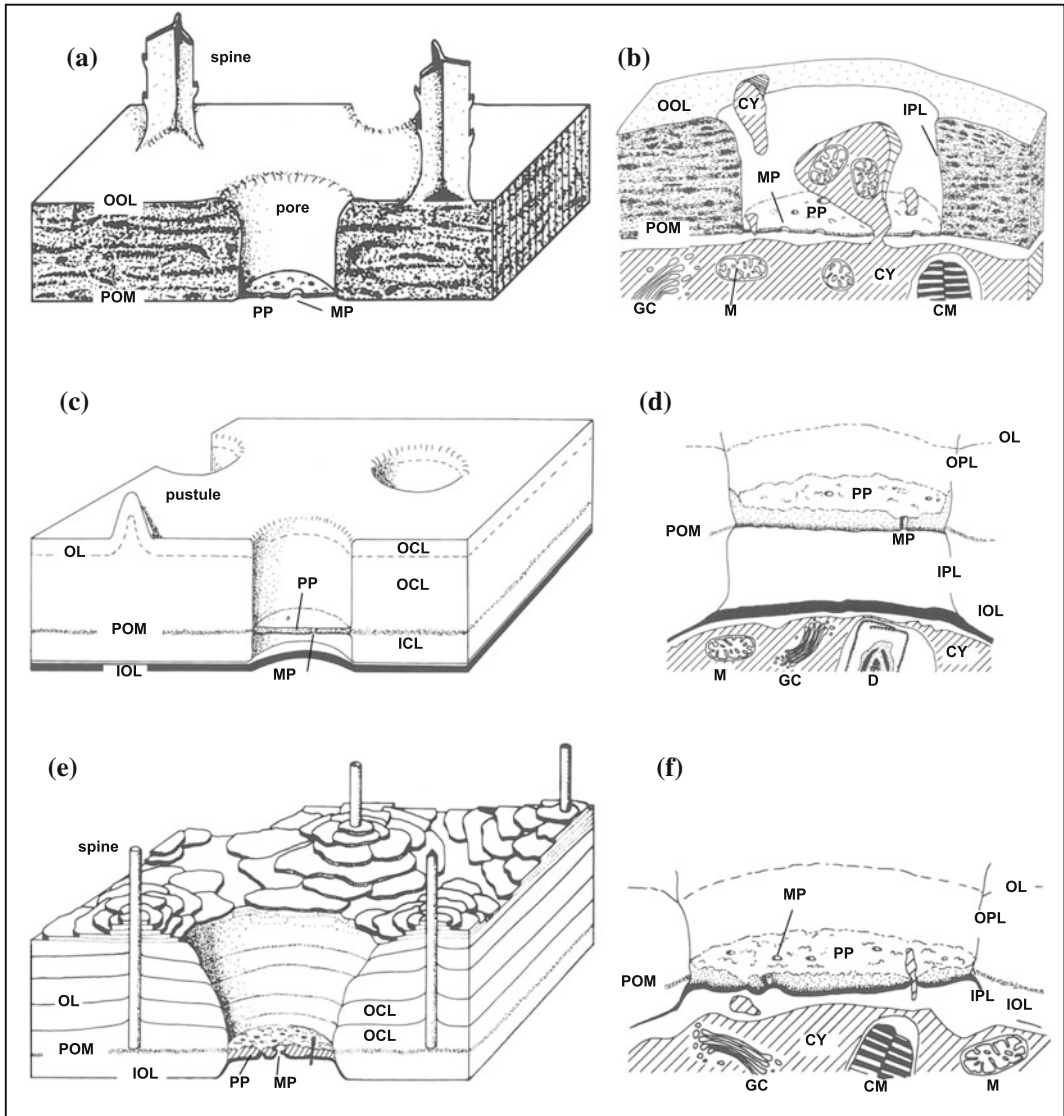 (a)
spine
OOL
pore
POM
PP
MP
(b)
OOL
CY
IPL
MP
PP
POM
CY
GC
M
CM
(c)
pustule
OL
OCL
PP
OCL
POM
ICL
IOL
MP
(d)
OL
OPL
PP
POM
MP
IPL
IOL
CY
M
GC
D
(e)
spine
OL
OCL
POM
OCL
IOL
PP
MP
(f)
OL
MP
OPL
PP
POM
IPL
IOL
CY
GC
CM
M